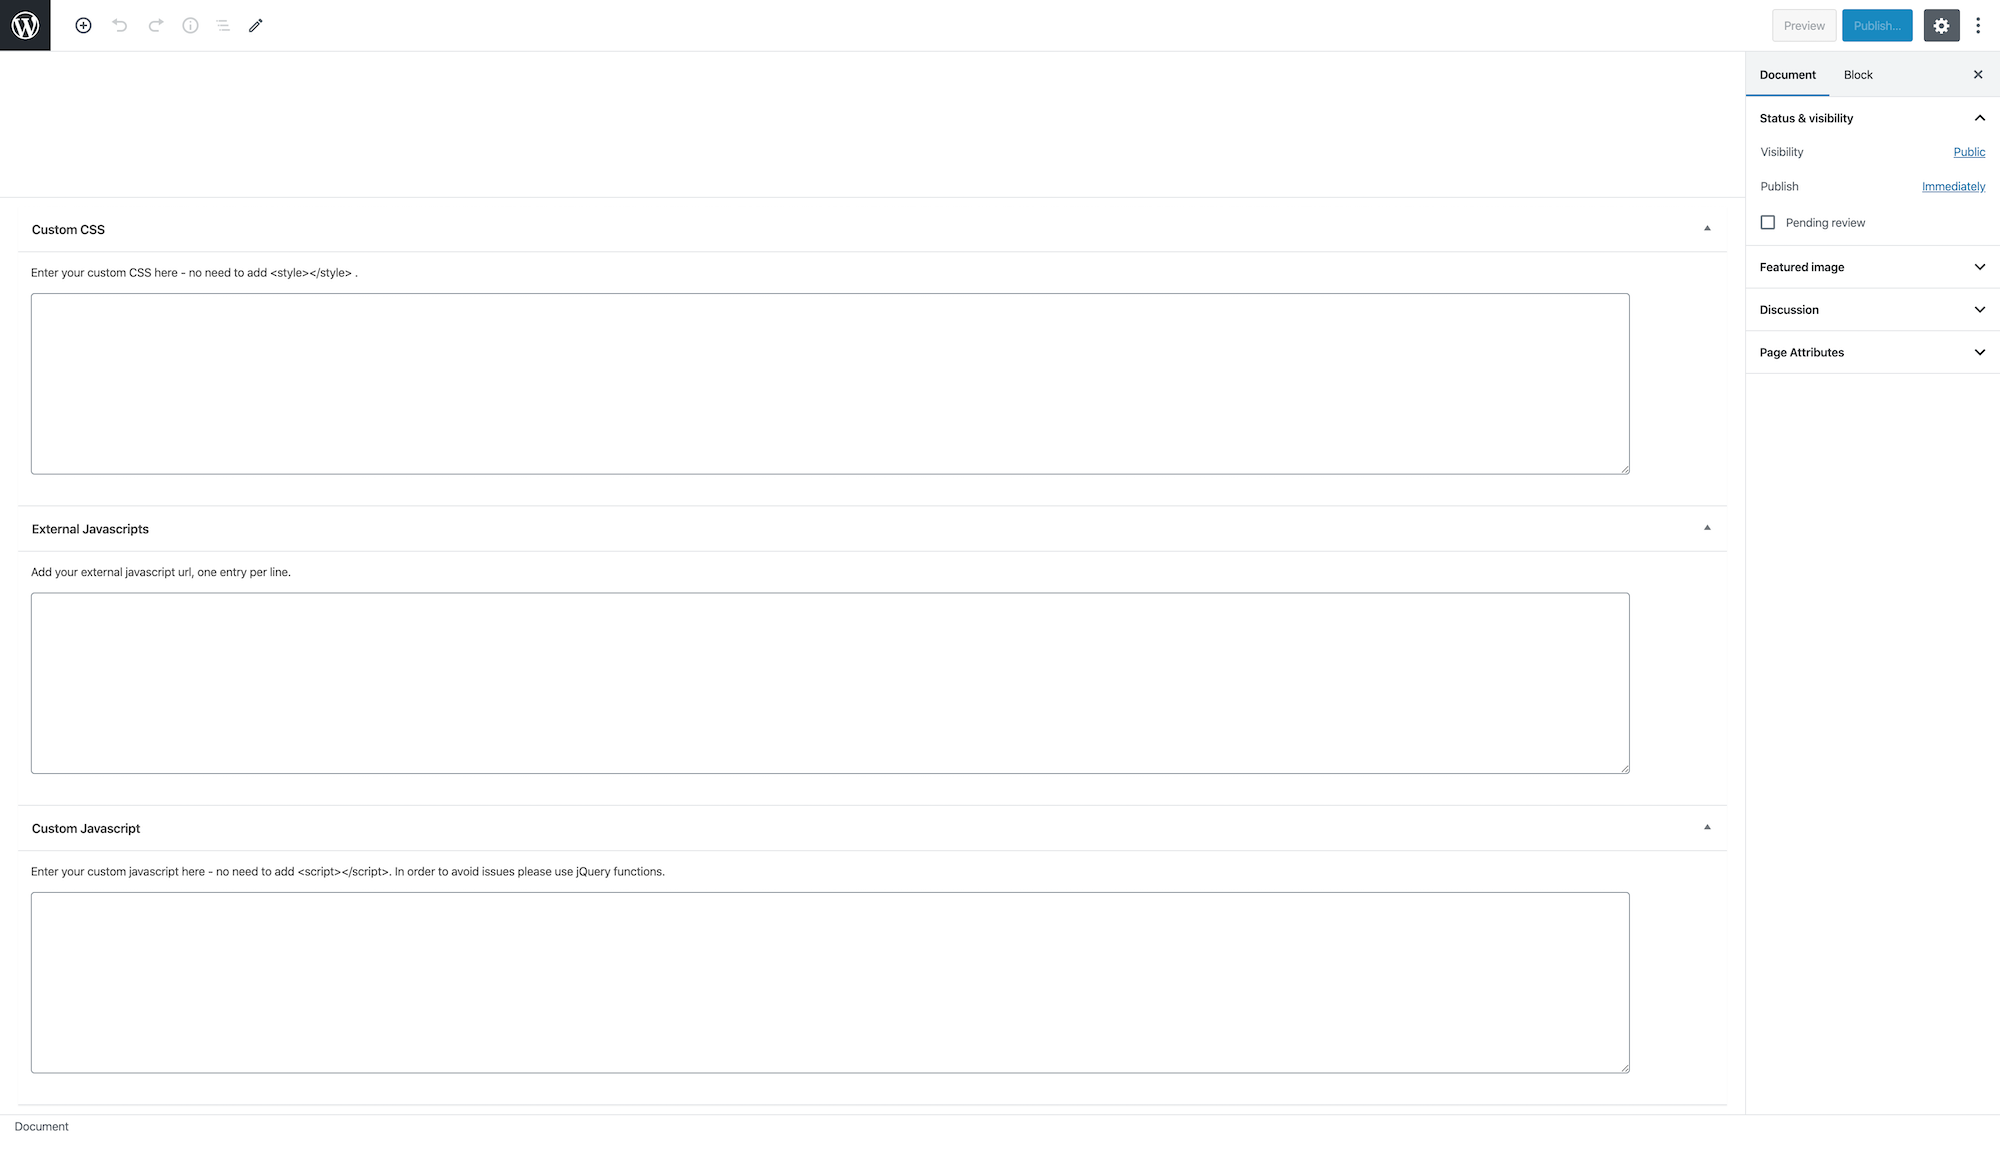 Preview
Publish...
Document
Block
Status & visibility
Visibility
Public
Publish
Immediately
Pending review
Featured image
Discussion
Page Attributes
Custom CSS
Enter your custom CSS here - no need to add <style></style> .
External Javascripts
Add your external javascript url, one entry per line.
Custom Javascript
Enter your custom javascript here - no need to add <script></script>. In order to avoid issues please use jQuery functions.
Document